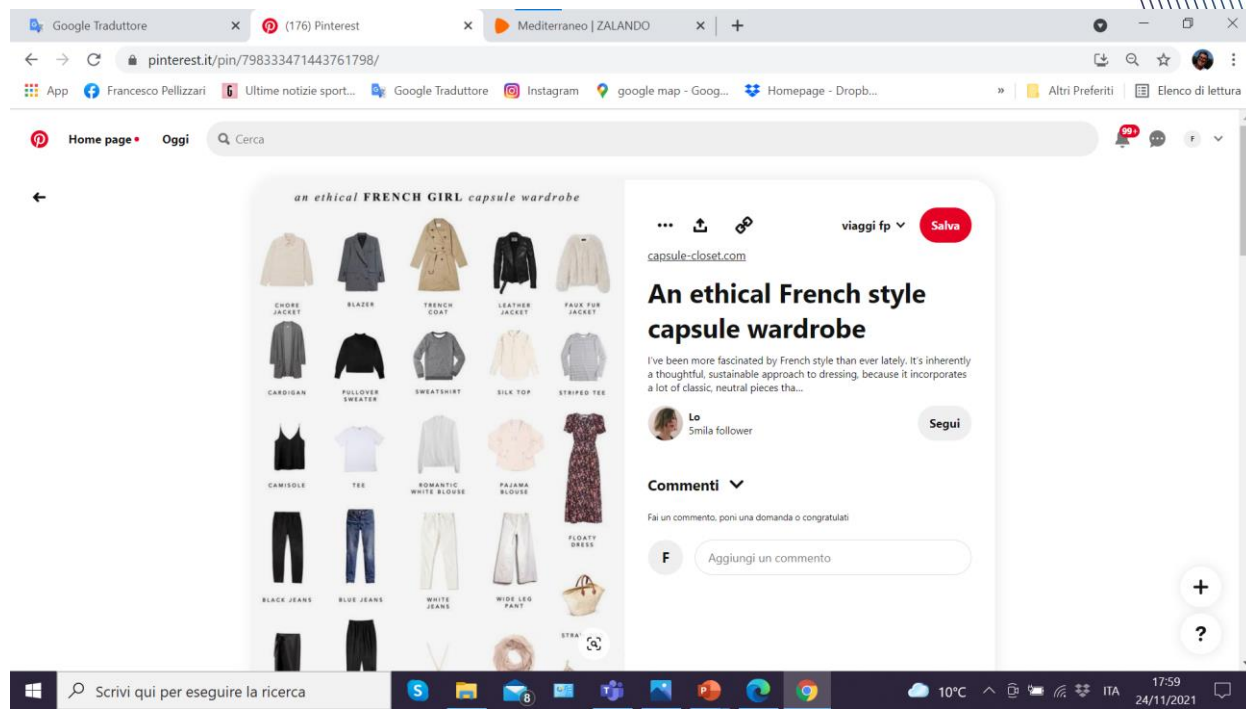 Google Traduttore
(176) Pinterest
Mediterraneo | ZALANDO
pinterest.it/pin/798333471443761798/
App
Francesco Pellizzari
Ultime notizie sport...
Google Traduttore
Instagram
google map - Goog...
Homepage - Dropb...
»
Altri Preferiti
Elenco di lettura
Home page
Oggi
Cerca
99+
F
an ethical FRENCH GIRL capsule wardrobe
CHORE
JACKET
BLAZER
TRENCH
COAT
LEATHER
JACKET
FAUX FUR
JACKET
CARDIGAN
PULLOVER
SWEATER
SWEATSHIRT
SILK TOP
STRIPED TEE
CAMISOLE
TEE
ROMANTIC
WHITE BLOUSE
PAJAMA
BLOUSE
FLOATY
DRESS
BLACK JEANS
BLUE JEANS
WHITE
JEANS
WIDE LEG
PANT
STRA
viaggi fp
Salva
capsule-closet.com
An ethical French style
capsule wardrobe
I've been more fascinated by French style than ever lately. It's inherently
a thoughtful, sustainable approach to dressing, because it incorporates
a lot of classic, neutral pieces tha...
Lo
5mila follower
Segui
Commenti
Fai un commento, poni una domanda o congratulati
F
Aggiungi un commento
+
?
Scrivi qui per eseguire la ricerca
8
10°C
ITA
17:59
24/11/2021